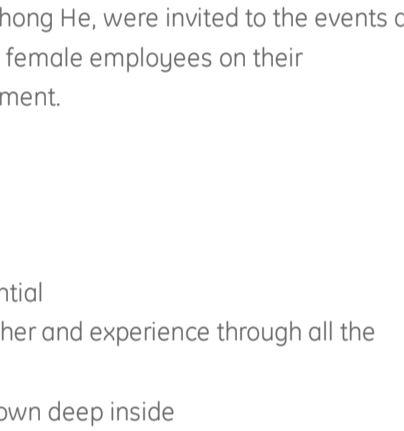 hong He, were invited to the events
female employees on their
ment.
ntial
her and experience through all the
own deep inside